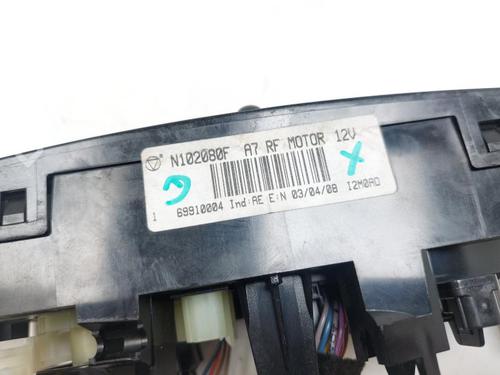 N102080F A7 RF MOTOR 12V
1 69910004 Ind:AE E:N 03/04/08 I2M0AD